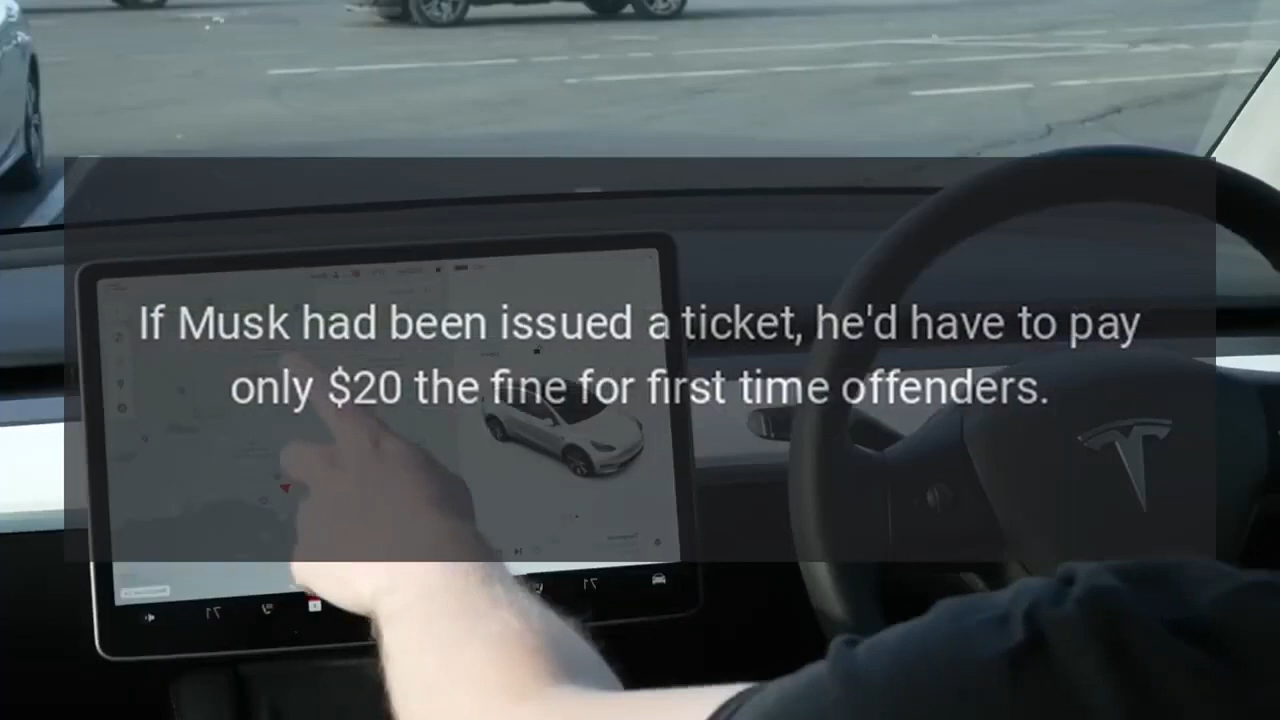 If Musk had been issued a ticket, he'd have to pay
only $20 the fine for first time offenders.